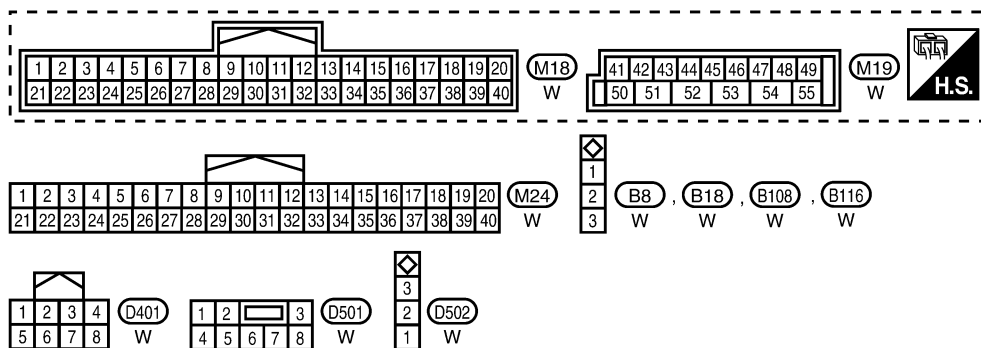 1 2 3 4 5 6 7 8 9 10 11 12 13 14 15 16 17 18 19 20
21 22 23 24 25 26 27 28 29 30 31 32 33 34 35 36 37 38 39 40
M18
W
41 42 43 44 45 46 47 48 49
50 51 52 53 54 55
M19
W
H.S.
1 2 3 4 5 6 7 8 9 10 11 12 13 14 15 16 17 18 19 20
21 22 23 24 25 26 27 28 29 30 31 32 33 34 35 36 37 38 39 40
M24
W
1
2
3
B8 , B18 , B108 , B116
W W W W
1 2 3 4
5 6 7 8
D401
W
1 2 3
4 5 6 7 8
D501
W
3
2
1
D502
W